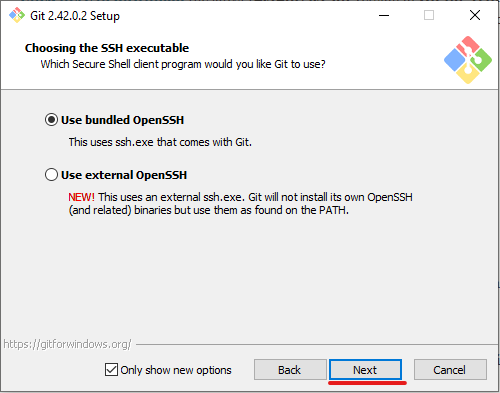 Git 2.42.0.2 Setup
Choosing the SSH executable
Which Secure Shell client program would you like Git to use?
Use bundled OpenSSH
This uses ssh.exe that comes with Git.
Use external OpenSSH
NEW! This uses an external ssh.exe. Git will not install its own OpenSSH
(and related) binaries but use them as found on the PATH.
https://gitforwindows.org/
Only show new options
Back
Next
Cancel